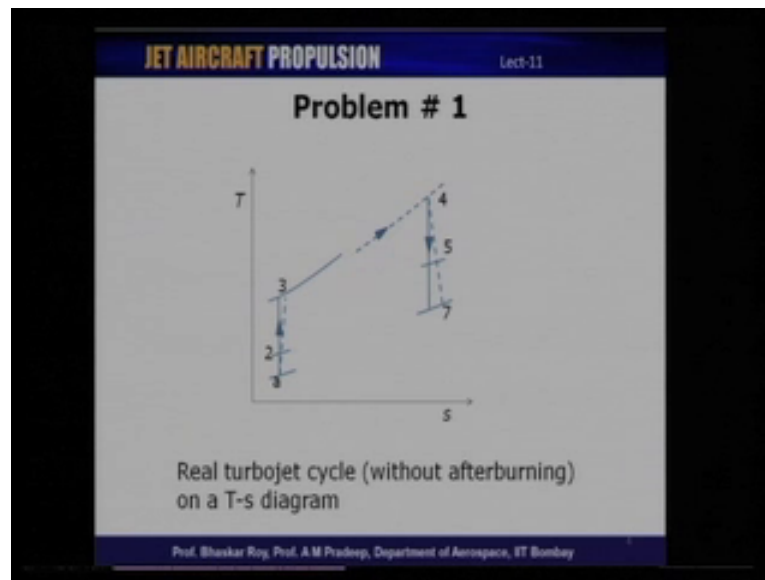 JET AIRCRAFT PROPULSION Lect-11
Problem # 1
T
4
5
3
7
2
a
s
Real turbojet cycle (without afterburning)
on a T-s diagram
Prof. Bhaskar Roy, Prof. A M Pradeep, Department of Aerospace, IIT Bombay